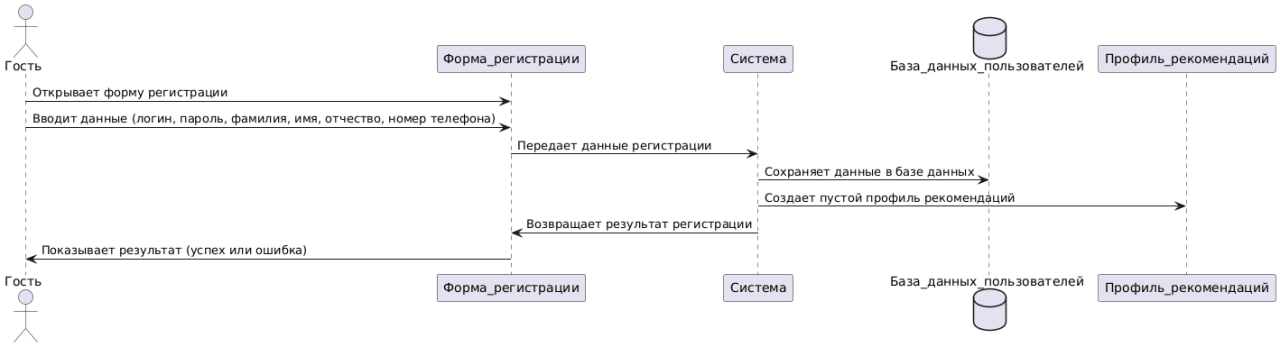 Гость
Форма_регистрации
Система
База_данных_пользователей
Профиль_рекомендаций
Открывает форму регистрации
Вводит данные (логин, пароль, фамилия, имя, отчество, номер телефона)
Передает данные регистрации
Сохраняет данные в базе данных
Создает пустой профиль рекомендаций
Возвращает результат регистрации
Показывает результат (успех или ошибка)
Гость
Форма_регистрации
Система
База_данных_пользователей
Профиль_рекомендаций